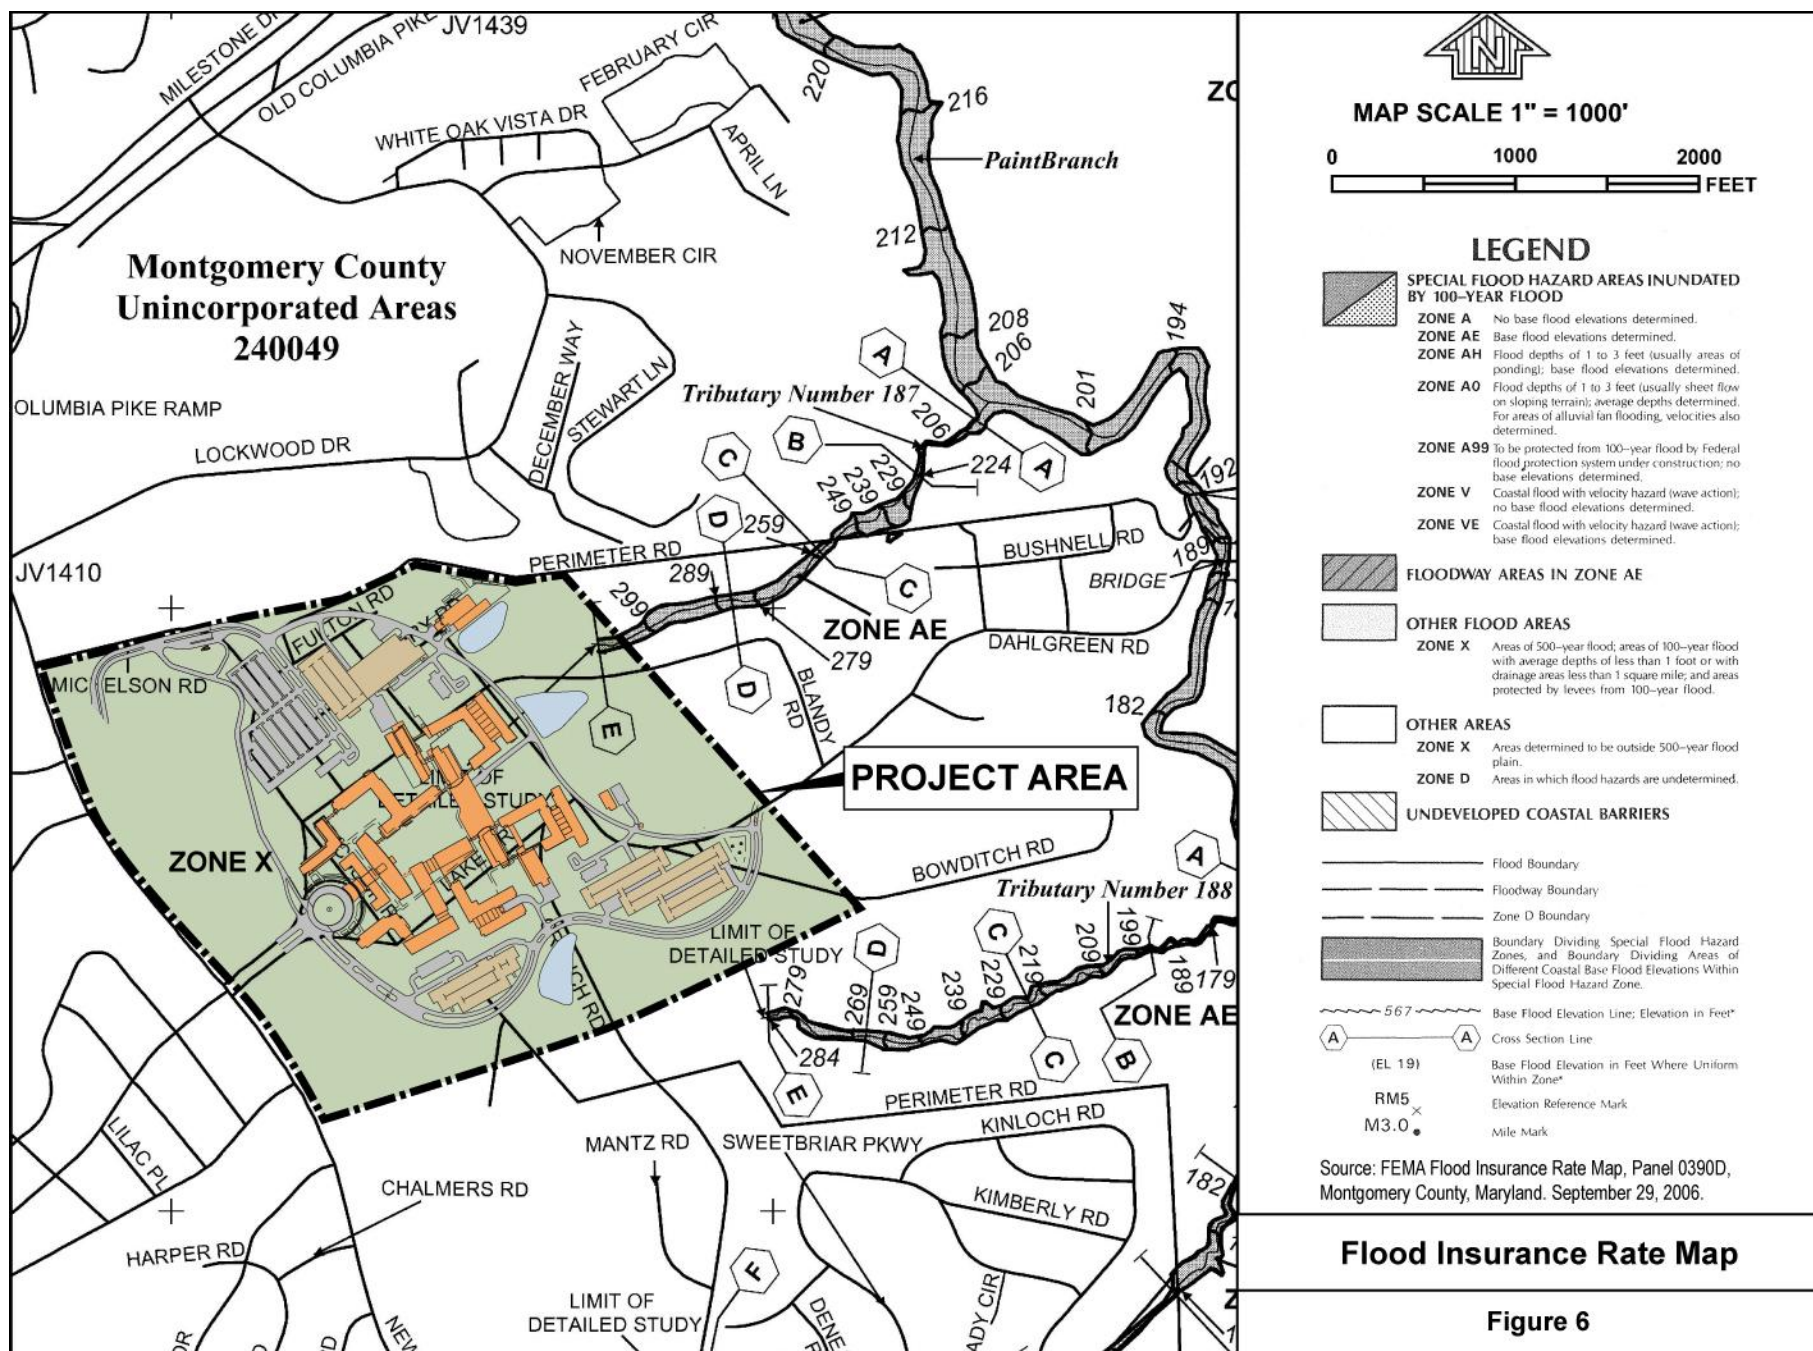 JV1439
MILESTONE DR
OLD COLUMBIA PIKE
FEBRUARY CIR
WHITE OAK VISTA DR
APRIL LN
NOVEMBER CIR
220
216
PaintBranch
212
Montgomery County
Unincorporated Areas
240049
208
206
194
201
A
Tributary Number 187
206
DECEMBER WAY
STEWART LN
OLUMBIA PIKE RAMP
LOCKWOOD DR
B
C
A
224
229
239
249
192
D
259
PERIMETER RD
BUSHNELL RD
189
BRIDGE
JV1410
289
299
C
ZONE AE
DAHLGREEN RD
279
FULTON RD
MICHELSON RD
D
BLANDY
RD
182
E
PROJECT AREA
LIMIT OF
DETAILED STUDY
ZONE X
BOWDITCH RD
A
Tributary Number 188
LIMIT OF
DETAILED STUDY
D
C
199
209
219
229
239
249
259
269
279
189
179
284
ZONE AE
E
C
B
PERIMETER RD
KINLOCH RD
LILAC PL
MANTZ RD
SWEETBRIAR PKWY
182
CHALMERS RD
KIMBERLY RD
HARPER RD
F
LIMIT OF
DETAILED STUDY
DENE
ADY CIR
NEW
N
MAP SCALE 1" = 1000'
0 1000 2000
FEET
LEGEND
SPECIAL FLOOD HAZARD AREAS INUNDATED
BY 100–YEAR FLOOD
ZONE A No base flood elevations determined.
ZONE AE Base flood elevations determined.
ZONE AH Flood depths of 1 to 3 feet (usually areas of
ponding); base flood elevations determined.
ZONE A0 Flood depths of 1 to 3 feet (usually sheet flow
on sloping terrain); average depths determined.
For areas of alluvial fan flooding, velocities also
determined.
ZONE A99 To be protected from 100–year flood by Federal
flood protection system under construction; no
base elevations determined.
ZONE V Coastal flood with velocity hazard (wave action);
no base flood elevations determined.
ZONE VE Coastal flood with velocity hazard (wave action);
base flood elevations determined.
FLOODWAY AREAS IN ZONE AE
OTHER FLOOD AREAS
ZONE X Areas of 500–year flood; areas of 100–year flood
with average depths of less than 1 foot or with
drainage areas less than 1 square mile; and areas
protected by levees from 100–year flood.
OTHER AREAS
ZONE X Areas determined to be outside 500–year flood
plain.
ZONE D Areas in which flood hazards are undetermined.
UNDEVELOPED COASTAL BARRIERS
Flood Boundary
Floodway Boundary
Zone D Boundary
Boundary Dividing Special Flood Hazard
Zones, and Boundary Dividing Areas of
Different Coastal Base Flood Elevations Within
Special Flood Hazard Zone.
567 Base Flood Elevation Line; Elevation in Feet*
A A Cross Section Line
(EL 19) Base Flood Elevation in Feet Where Uniform
Within Zone*
RM5 Elevation Reference Mark
M3.0 Mile Mark
Source: FEMA Flood Insurance Rate Map, Panel 0390D,
Montgomery County, Maryland. September 29, 2006.
Flood Insurance Rate Map
Figure 6